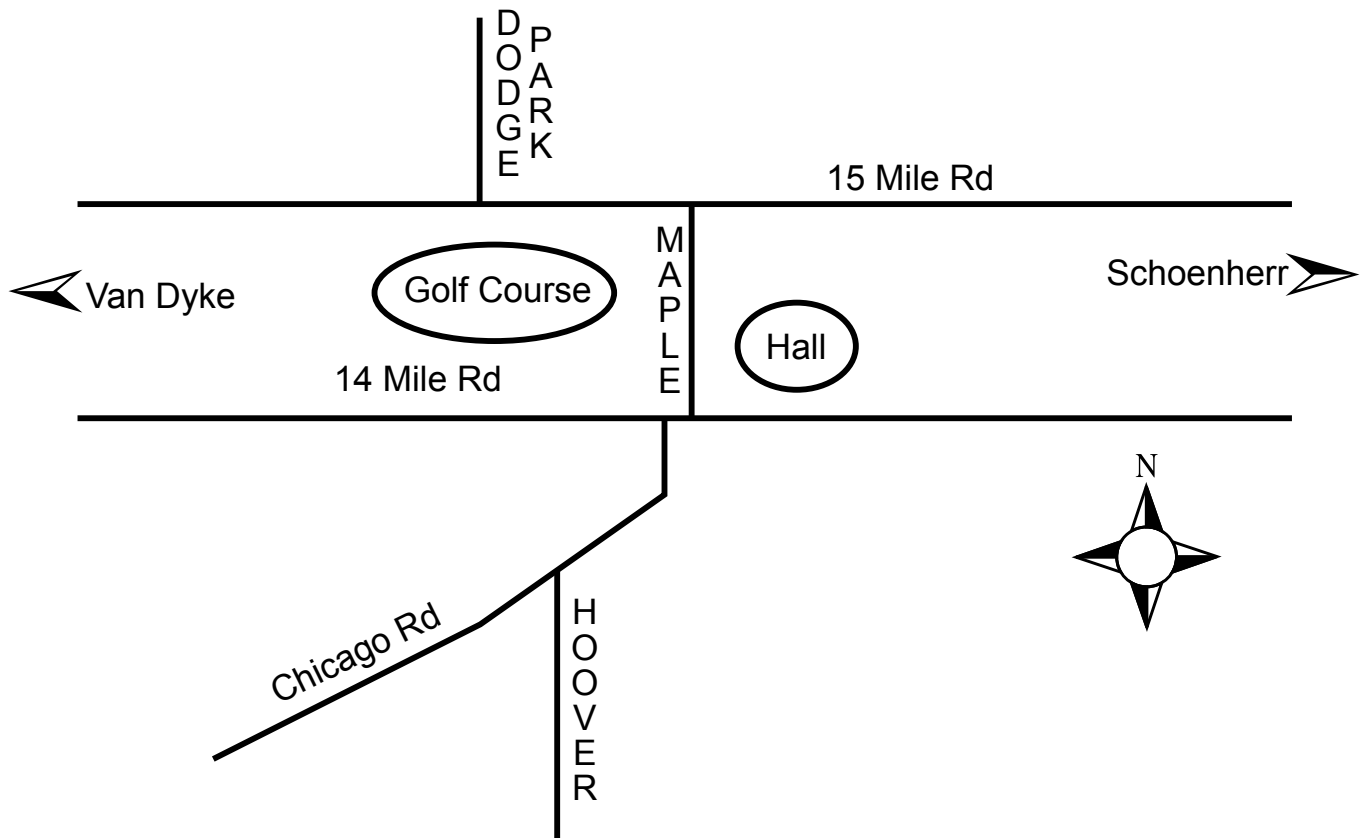 DODGE
PARK
15 Mile Rd
MAPLE
Schoenherr
Van Dyke
Golf Course
Hall
14 Mile Rd
N
Chicago Rd
HOOVER